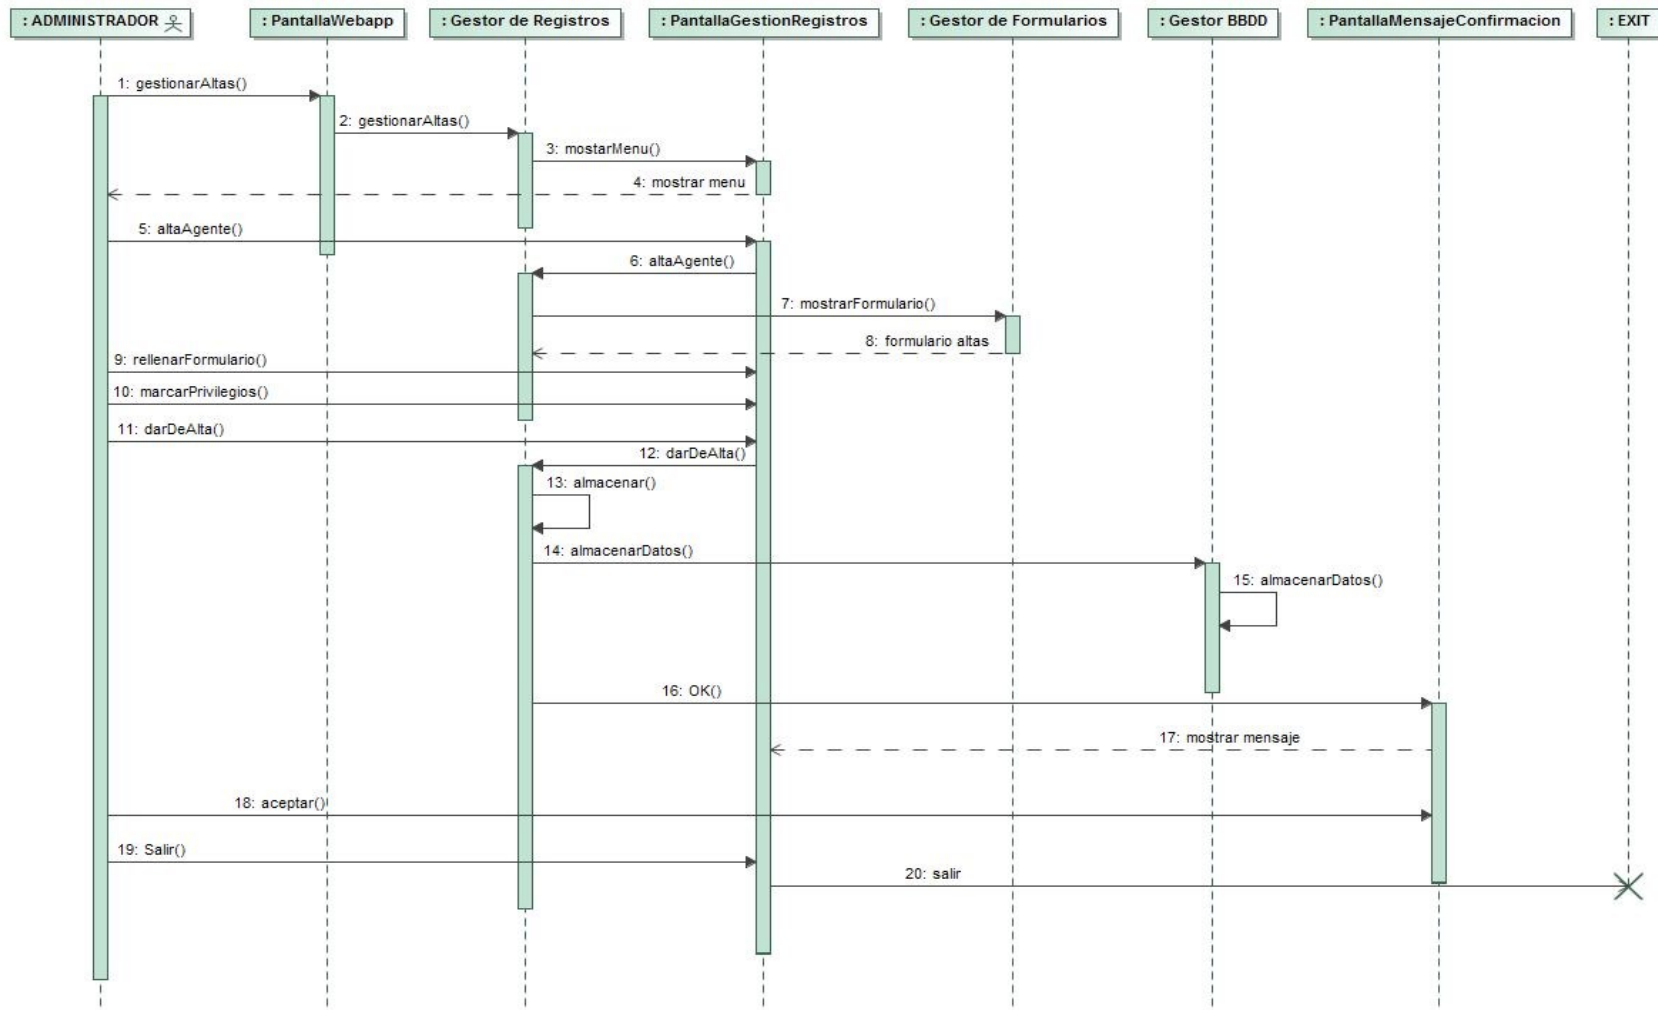 : ADMINISTRADOR
: PantallaWebapp
: Gestor de Registros
: PantallaGestionRegistros
: Gestor de Formularios
: Gestor BBDD
: PantallaMensajeConfirmacion
: EXIT
1: gestionarAltas()
2: gestionarAltas()
3: mostarMenu()
4: mostrar menu
5: altaAgente()
6: altaAgente()
7: mostrarFormulario()
8: formulario altas
9: rellenarFormulario()
10: marcarPrivilegios()
11: darDeAlta()
12: darDeAlta()
13: almacenar()
14: almacenarDatos()
15: almacenarDatos()
16: OK()
17: mostrar mensaje
18: aceptar()
19: Salir()
20: salir